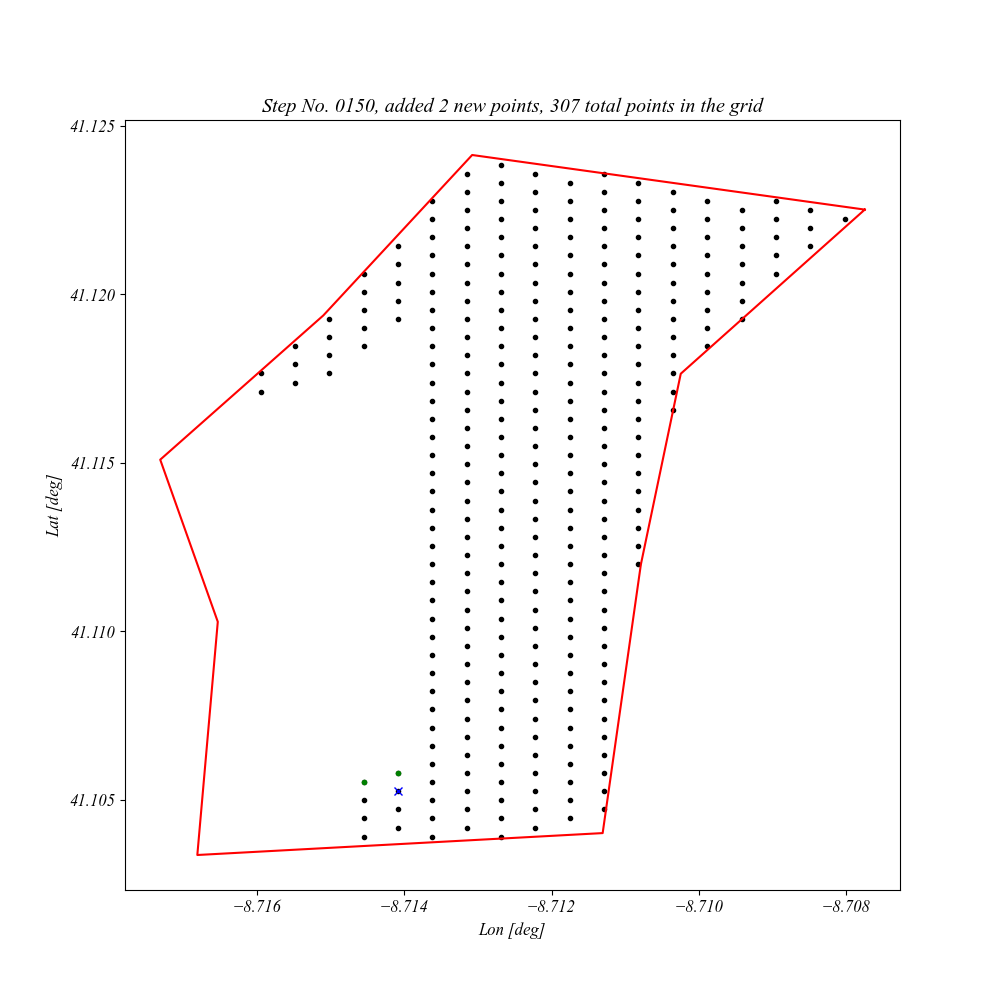 Step No. 0150, added 2 new points, 307 total points in the grid
41.125
41.120
41.115
41.110
41.105
Lat [deg]
−8.716 −8.714 −8.712 −8.710 −8.708
Lon [deg]